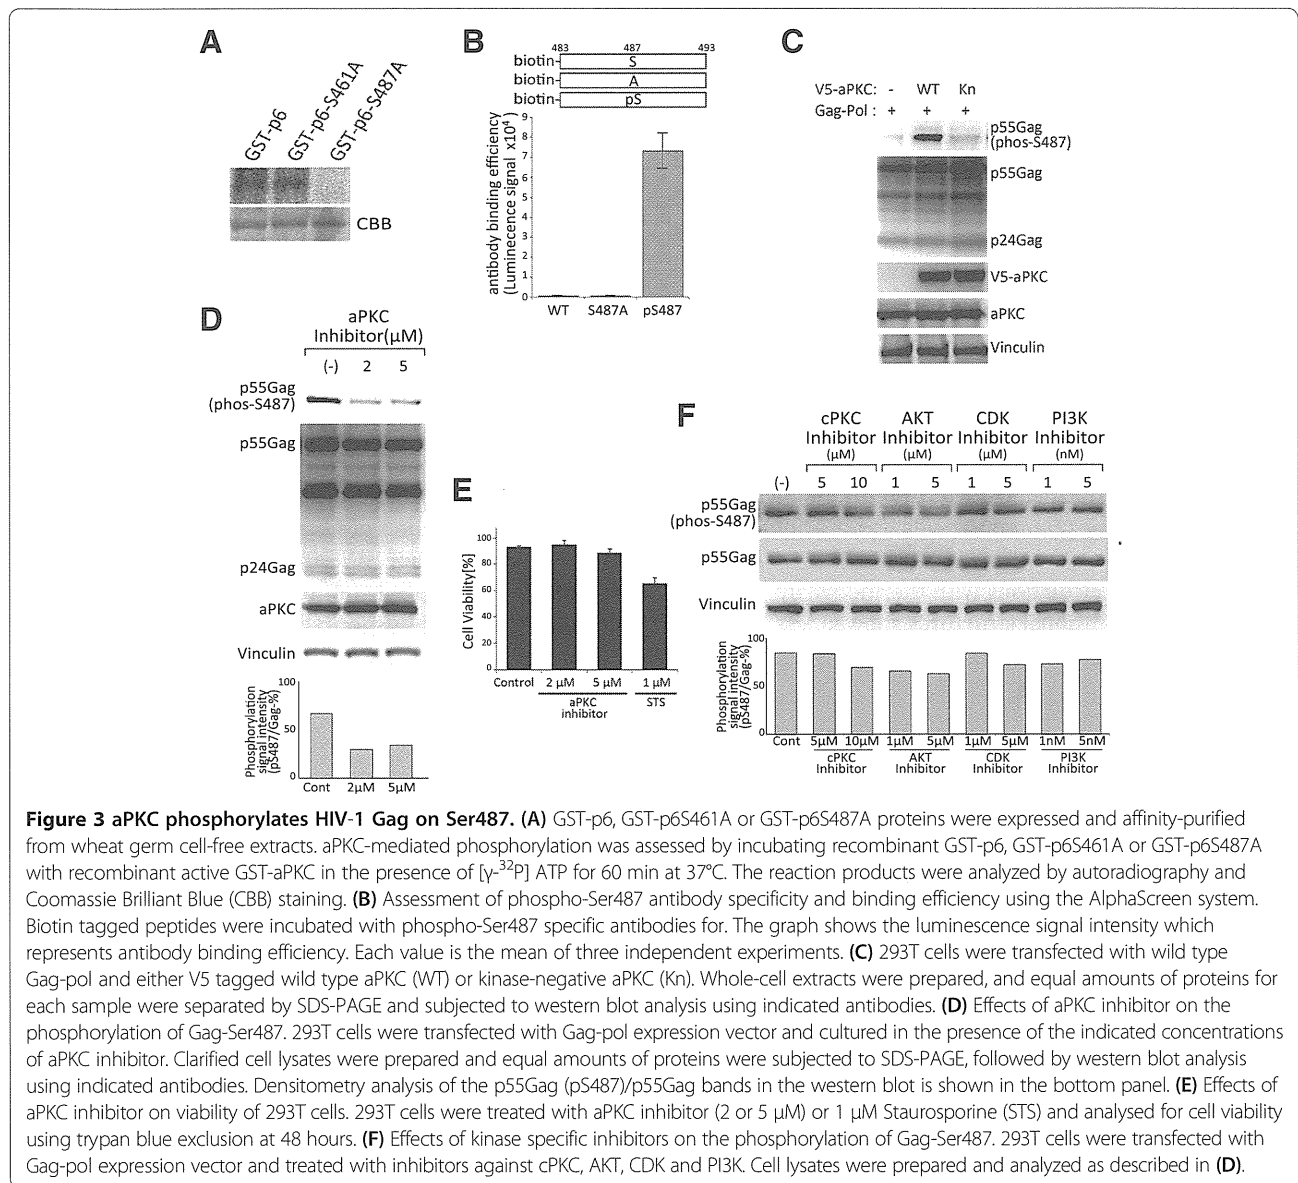 A
GST-p6
GST-p6-S461A
GST-p6-S487A
CBB
B
483 487 493
biotin- S
biotin- A
biotin- pS
antibody binding efficiency
(Luminecence signal x10⁴)
9
8
7
6
5
4
3
2
1
0
WT S487A pS487
C
V5-aPKC: - WT Kn
Gag-Pol : + + +
p55Gag
(phos-S487)
p55Gag
p24Gag
V5-aPKC
aPKC
Vinculin
D
aPKC
Inhibitor(μM)
(-) 2 5
p55Gag
(phos-S487)
p55Gag
p24Gag
aPKC
Vinculin
Phosphorylation
signal intensity
(pS487/Gag-%)
100
50
0
Cont 2μM 5μM
E
Cell Viability[%]
100
80
60
40
20
0
Control 2 μM 5 μM 1 μM
aPKC
inhibitor
STS
F
cPKC AKT CDK PI3K
Inhibitor Inhibitor Inhibitor Inhibitor
(μM) (μM) (μM) (nM)
(-) 5 10 1 5 1 5 1 5
p55Gag
(phos-S487)
p55Gag
Vinculin
Phosphorylation
signal intensity
(pS487/Gag-%)
100
50
0
Cont 5μM 10μM 1μM 5μM 1μM 5μM 1nM 5nM
cPKC AKT CDK PI3K
Inhibitor Inhibitor Inhibitor Inhibitor
Figure 3 aPKC phosphorylates HIV-1 Gag on Ser487. (A) GST-p6, GST-p6S461A or GST-p6S487A proteins were expressed and affinity-purified
from wheat germ cell-free extracts. aPKC-mediated phosphorylation was assessed by incubating recombinant GST-p6, GST-p6S461A or GST-p6S487A
with recombinant active GST-aPKC in the presence of [γ-³²P] ATP for 60 min at 37°C. The reaction products were analyzed by autoradiography and
Coomassie Brilliant Blue (CBB) staining. (B) Assessment of phospho-Ser487 antibody specificity and binding efficiency using the AlphaScreen system.
Biotin tagged peptides were incubated with phospho-Ser487 specific antibodies for. The graph shows the luminescence signal intensity which
represents antibody binding efficiency. Each value is the mean of three independent experiments. (C) 293T cells were transfected with wild type
Gag-pol and either V5 tagged wild type aPKC (WT) or kinase-negative aPKC (Kn). Whole-cell extracts were prepared, and equal amounts of proteins for
each sample were separated by SDS-PAGE and subjected to western blot analysis using indicated antibodies. (D) Effects of aPKC inhibitor on the
phosphorylation of Gag-Ser487. 293T cells were transfected with Gag-pol expression vector and cultured in the presence of the indicated concentrations
of aPKC inhibitor. Clarified cell lysates were prepared and equal amounts of proteins were subjected to SDS-PAGE, followed by western blot analysis
using indicated antibodies. Densitometry analysis of the p55Gag (pS487)/p55Gag bands in the western blot is shown in the bottom panel. (E) Effects of
aPKC inhibitor on viability of 293T cells. 293T cells were treated with aPKC inhibitor (2 or 5 μM) or 1 μM Staurosporine (STS) and analysed for cell viability
using trypan blue exclusion at 48 hours. (F) Effects of kinase specific inhibitors on the phosphorylation of Gag-Ser487. 293T cells were transfected with
Gag-pol expression vector and treated with inhibitors against cPKC, AKT, CDK and PI3K. Cell lysates were prepared and analyzed as described in (D).